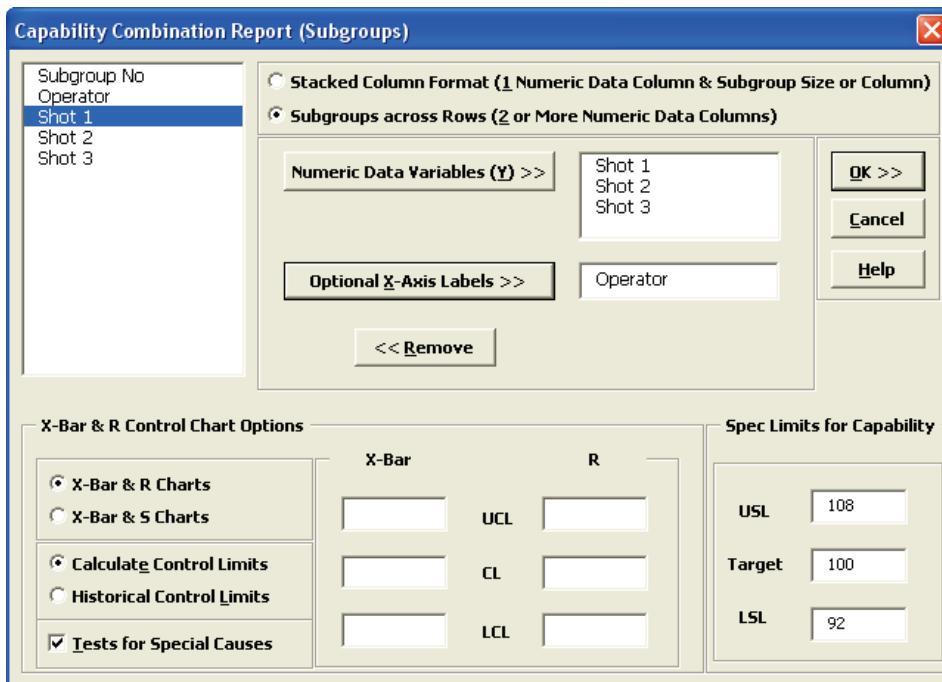 Capability Combination Report (Subgroups)
Subgroup No
Operator
Shot 1
Shot 2
Shot 3
Stacked Column Format (1 Numeric Data Column & Subgroup Size or Column)
Subgroups across Rows (2 or More Numeric Data Columns)
Numeric Data Variables (Y) >>
Shot 1
Shot 2
Shot 3
Optional X-Axis Labels >>
Operator
<< Remove
OK >>
Cancel
Help
X-Bar & R Control Chart Options
X-Bar & R Charts
X-Bar & S Charts
Calculate Control Limits
Historical Control Limits
Tests for Special Causes
X-Bar R
UCL
CL
LCL
Spec Limits for Capability
USL 108
Target 100
LSL 92